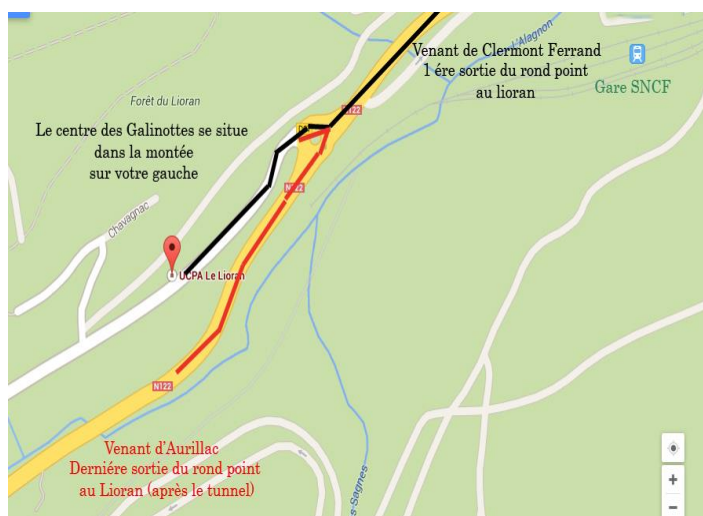 Venant de Clermont Ferrand
1 ére sortie du rond point
au lioran
l'Alagnon
Gare SNCF
Forêt du Lioran
N122
Le centre des Galinottes se situe
dans la montée
sur votre gauche
N122
Chavagnac
UCPA Le Lioran
N122
Venant d'Aurillac
Derniére sortie du rond point
au Lioran (après le tunnel)
s-Sagnes
+
−